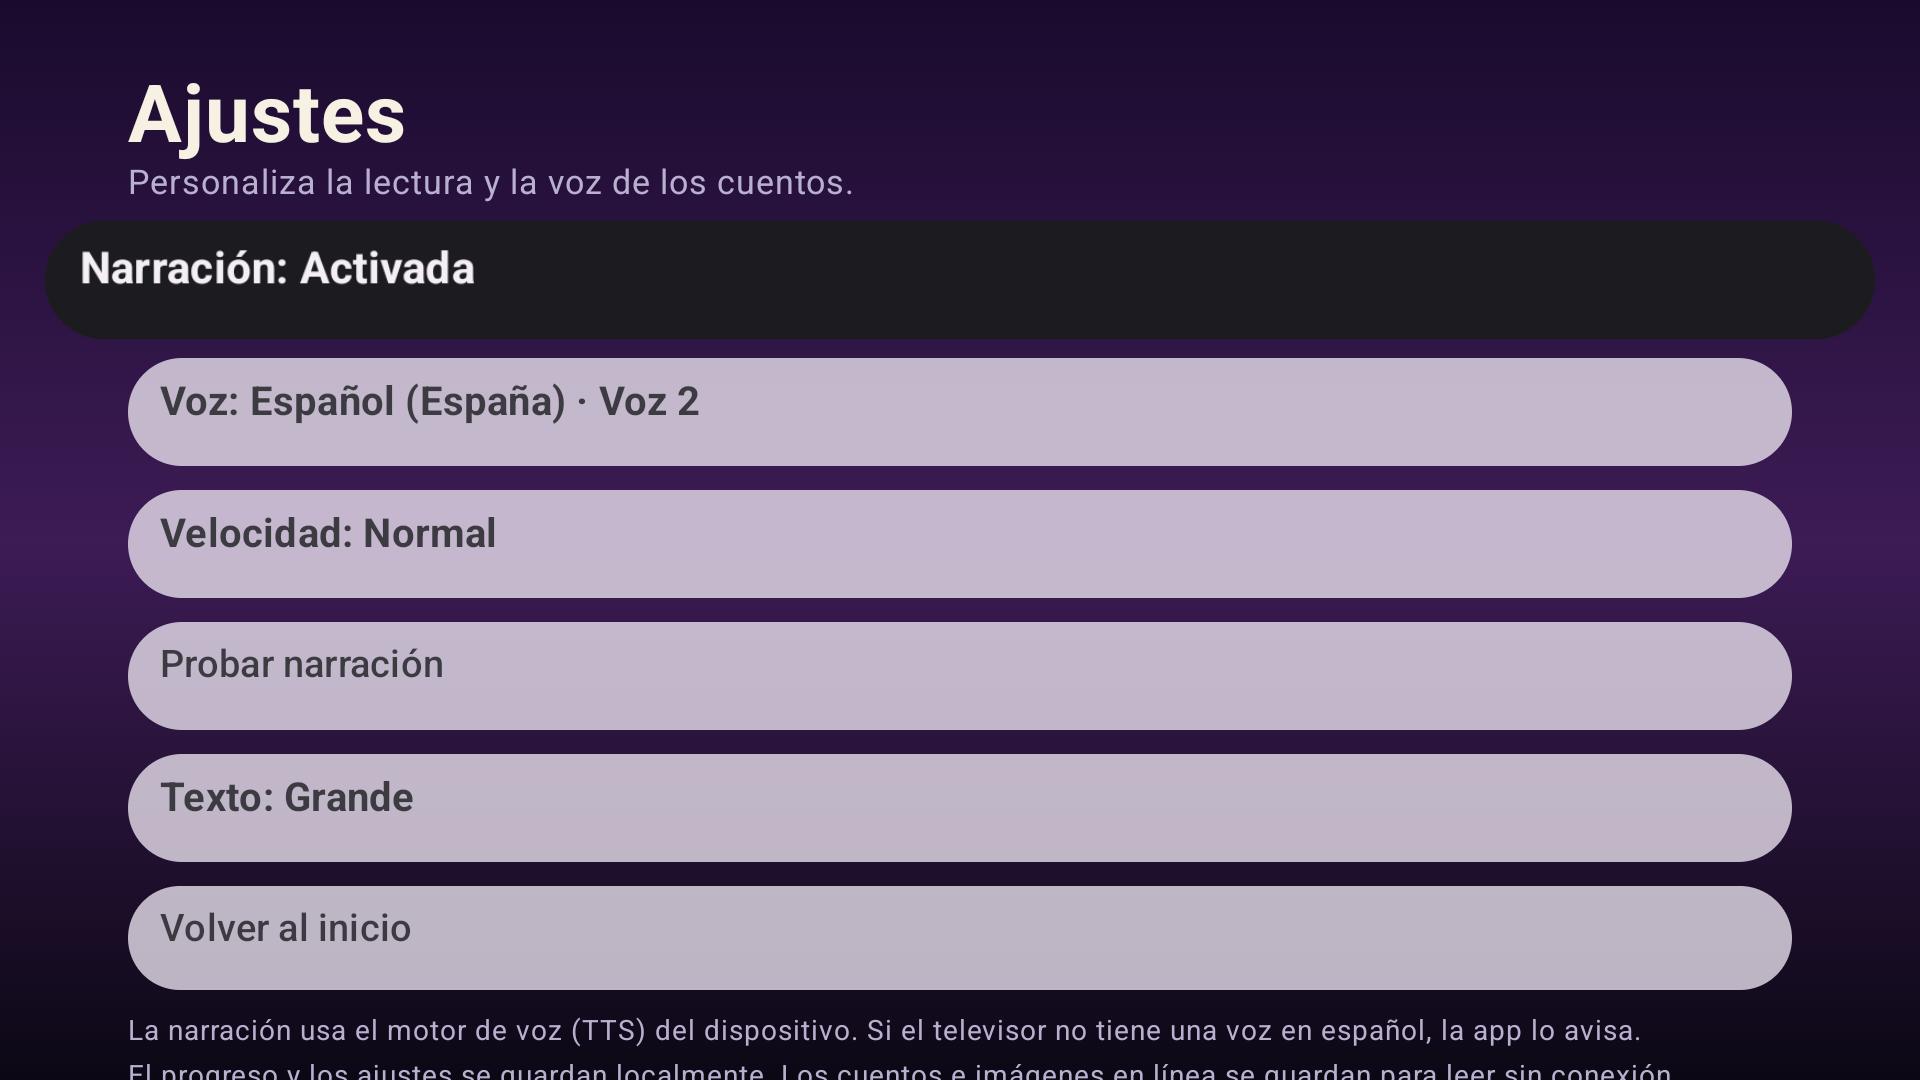 Ajustes
Personaliza la lectura y la voz de los cuentos.
Narración: Activada
Voz: Español (España) · Voz 2
Velocidad: Normal
Probar narración
Texto: Grande
Volver al inicio
La narración usa el motor de voz (TTS) del dispositivo. Si el televisor no tiene una voz en español, la app lo avisa.
El progreso y los ajustes se guardan localmente. Los cuentos e imágenes en línea se guardan para leer sin conexión.